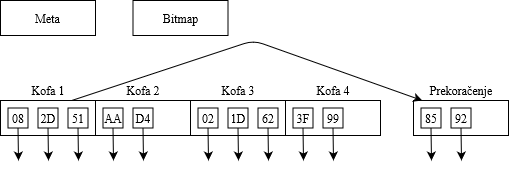 Meta Bitmap
Kofa 1 Kofa 2 Kofa 3 Kofa 4 Prekoračenje
08 2D 51 AA D4 02 1D 62 3F 99 85 92